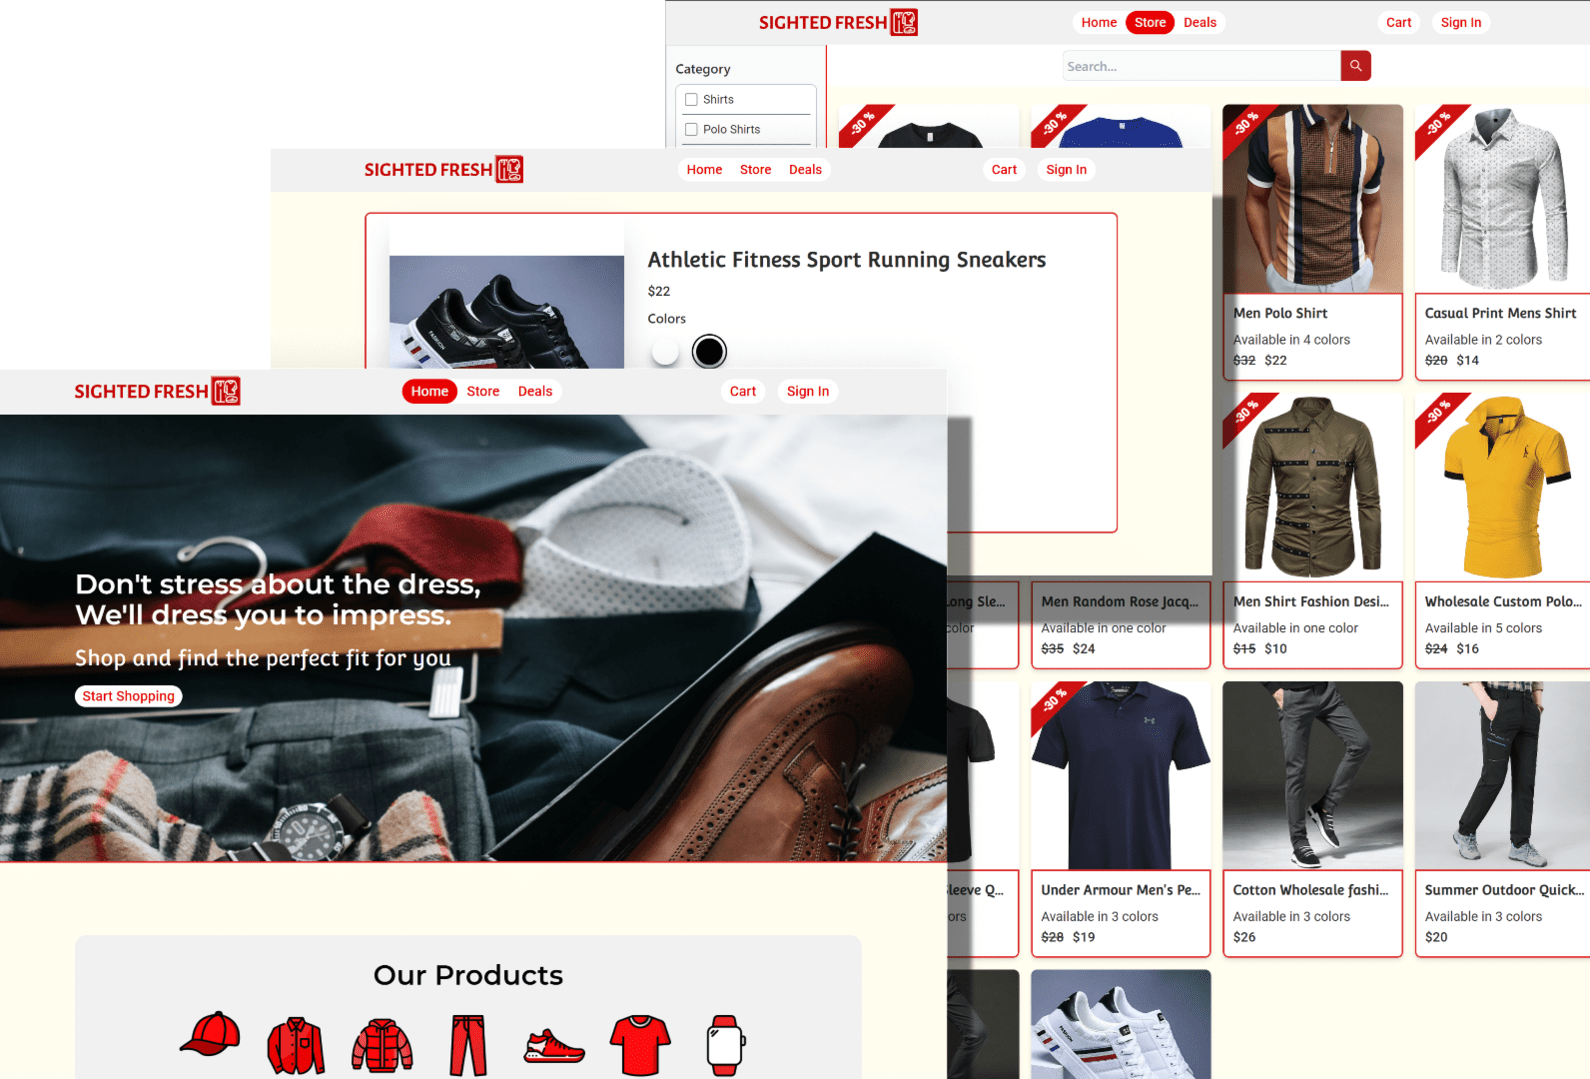 SIGHTED FRESH
Home Store Deals
Cart Sign In
Category
Search...
Shirts
Polo Shirts
-30 %
-30 %
-30 %
-30 %
Men Polo Shirt
Available in 4 colors
$32 $22
Casual Print Mens Shirt
Available in 2 colors
$20 $14
SIGHTED FRESH
Home Store Deals
Cart Sign In
Athletic Fitness Sport Running Sneakers
$22
Colors
FASHION
-30 %
-30 %
ong Sle...
color
Men Random Rose Jacq...
Available in one color
$35 $24
Men Shirt Fashion Desi...
Available in one color
$15 $10
Wholesale Custom Polo...
Available in 5 colors
$24 $16
SIGHTED FRESH
Home Store Deals
Cart Sign In
Don't stress about the dress,
We'll dress you to impress.
Shop and find the perfect fit for you
Start Shopping
-30 %
leeve Q...
ors
Under Armour Men's Pe...
Available in 3 colors
$28 $19
Cotton Wholesale fashi...
Available in 3 colors
$26
Summer Outdoor Quick...
Available in 3 colors
$20
Our Products